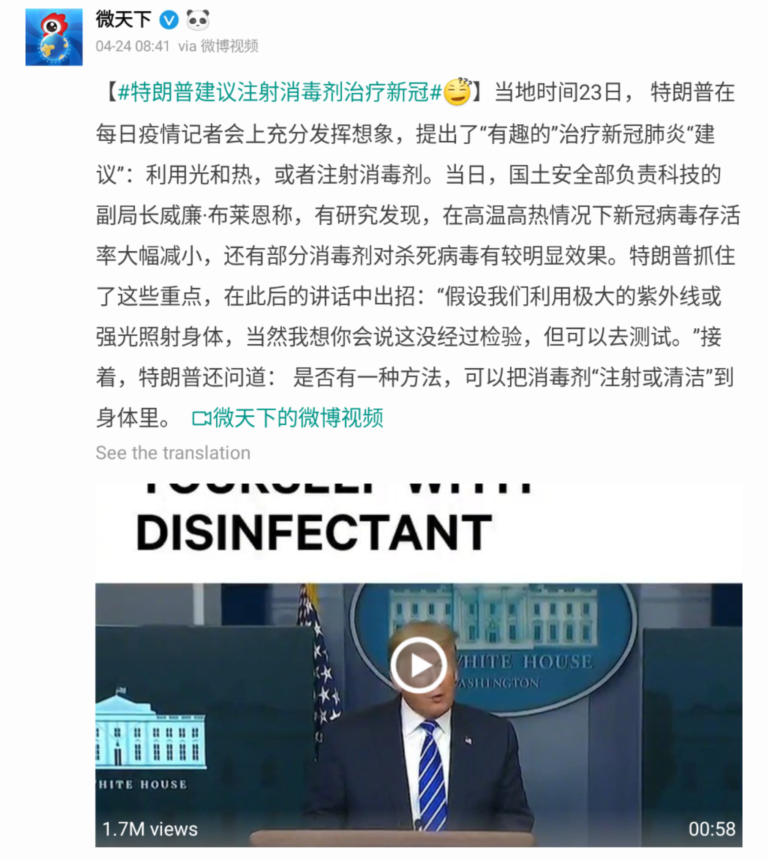 微天下
04-24 08:41 via 微博视频
【#特朗普建议注射消毒剂治疗新冠#】当地时间23日， 特朗普在
每日疫情记者会上充分发挥想象，提出了“有趣的”治疗新冠肺炎“建
议”：利用光和热，或者注射消毒剂。当日，国土安全部负责科技的
副局长威廉·布莱恩称，有研究发现，在高温高热情况下新冠病毒存活
率大幅减小，还有部分消毒剂对杀死病毒有较明显效果。特朗普抓住
了这些重点，在此后的讲话中出招：“假设我们利用极大的紫外线或
强光照射身体，当然我想你会说这没经过检验，但可以去测试。”接
着，特朗普还问道： 是否有一种方法，可以把消毒剂“注射或清洁”到
身体里。 微天下的微博视频
See the translation
YOURSELF WITH
DISINFECTANT
WHITE HOUSE
WASHINGTON
WHITE HOUSE
1.7M views
00:58